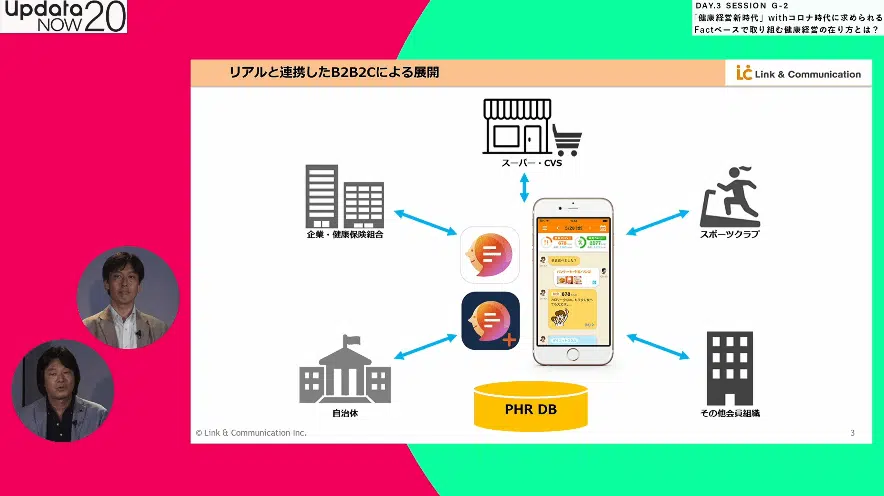 Updata
NOW20
DAY.3 SESSION G-2
「健康経営新時代」withコロナ時代に求められる
Factベースで取り組む健康経営の在り方とは？
リアルと連携したB2B2Cによる展開
Link & Communication
スーパー・CVS
企業・健康保険組合
スポーツクラブ
自治体
PHR DB
その他会員組織
© Link & Communication Inc.
3